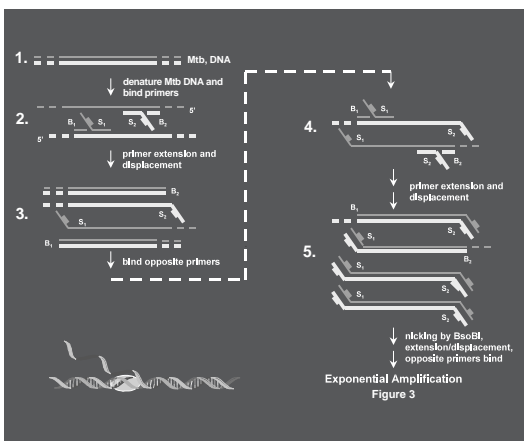 1.
Mtb, DNA
denature Mtb DNA and
bind primers
2.
5'
B1 S1 S2 B2
5'
primer extension and
displacement
3.
B2
S1 S2
B1
bind opposite primers
4.
B1 S1
S2
S1
S2 B2
primer extension and
displacement
5.
B1
S1
B2
S1
S2
S1
S2
nicking by BsoBI,
extension/displacement,
opposite primers bind
Exponential Amplification
Figure 3